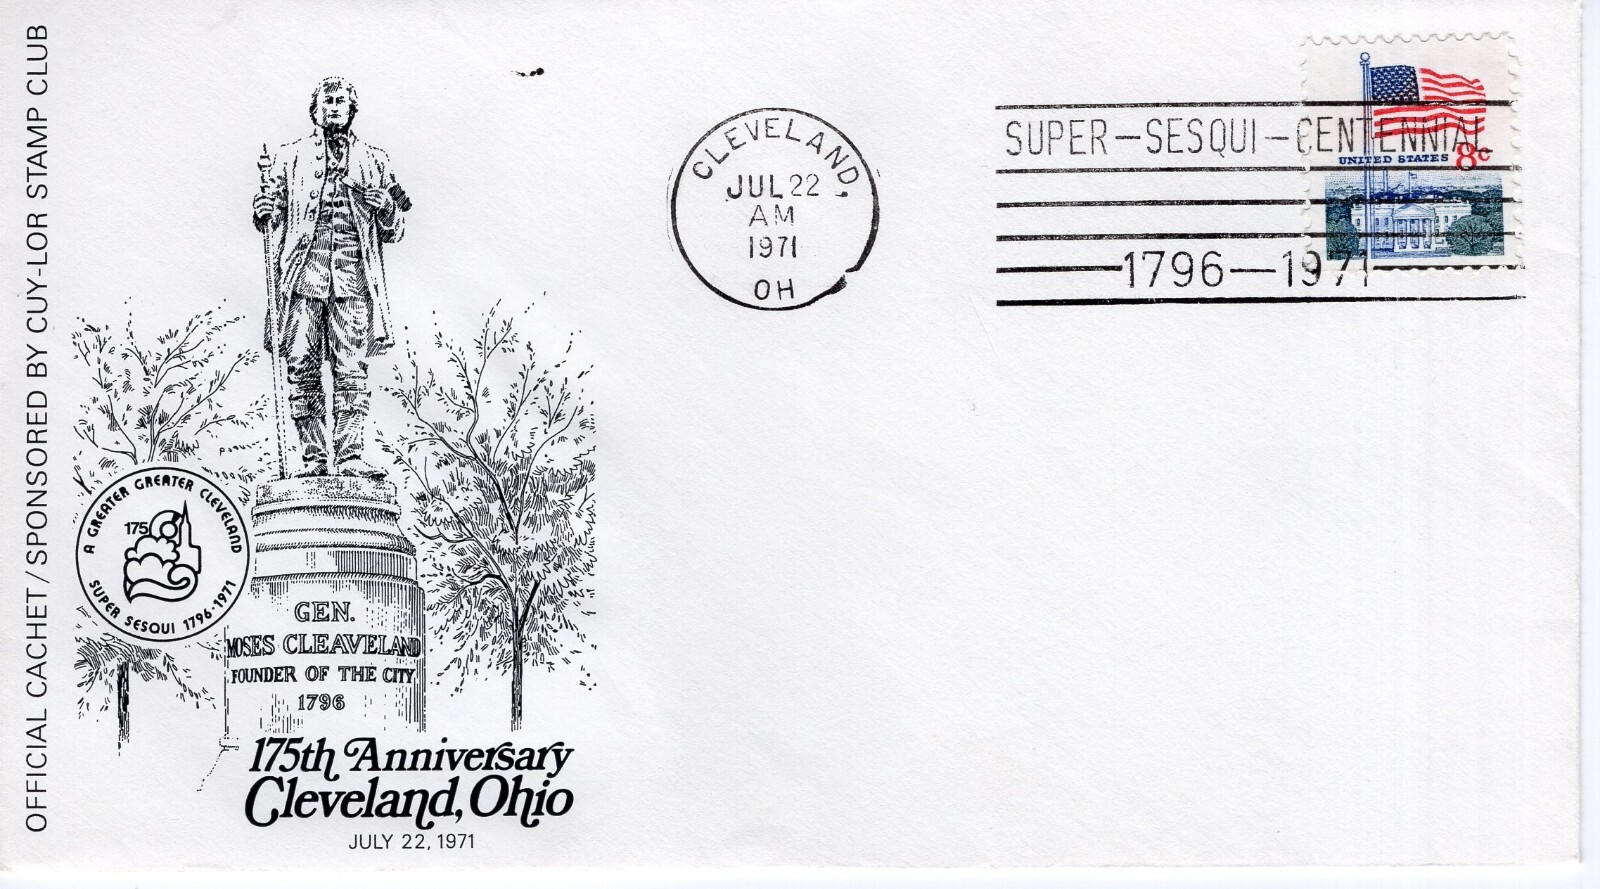 OFFICIAL CACHET / SPONSORED BY CUY-LOR STAMP CLUB
A GREATER GREATER CLEVELAND
175
SUPER SESQUI 1796-1971
GEN.
MOSES CLEAVELAND
FOUNDER OF THE CITY
1796
175th Anniversary
Cleveland, Ohio
JULY 22, 1971
CLEVELAND,
JUL 22
AM
1971
OH
SUPER-SESQUI-CENTENNIAL
1796-1971
UNITED STATES 8c